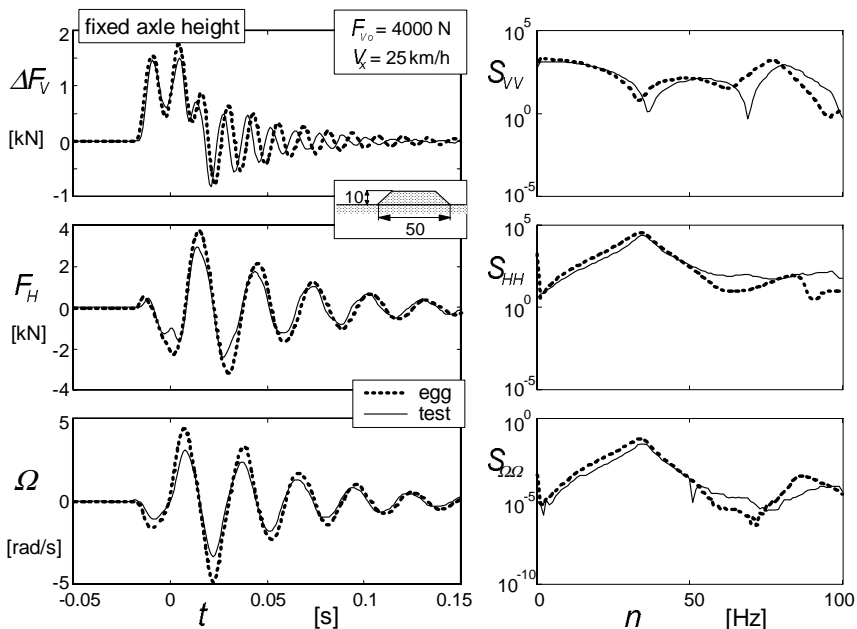 fixed axle height
F_Vo = 4000 N
V_x = 25 km/h
2
ΔF_V
1
[kN]
0
-1
10
50
4
F_H
2
0
[kN]
-2
-4
egg
test
5
Ω
0
[rad/s]
-5
-0.05
0
0.05
0.1
0.15
t
[s]
10^5
S_VV
10^0
10^-5
10^5
S_HH
10^0
10^-5
10^0
S_ΩΩ
10^-5
10^-10
0
50
100
n
[Hz]